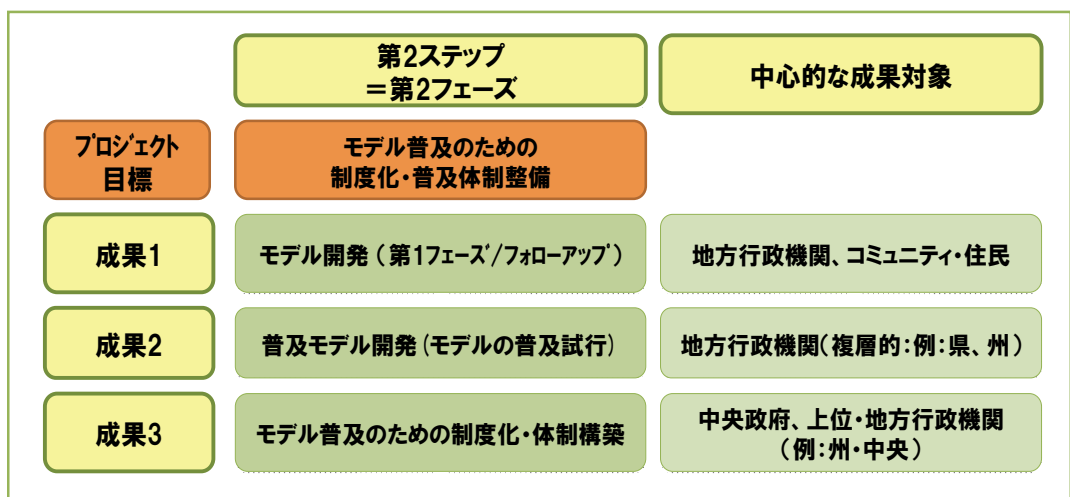 第2ステップ
＝第2フェーズ
中心的な成果対象
プロジェクト
目標
モデル普及のための
制度化・普及体制整備
成果1
モデル開発（第1フェーズ/フォローアップ）
地方行政機関、コミュニティ・住民
成果2
普及モデル開発(モデルの普及試行)
地方行政機関（複層的：例：県、州）
成果3
モデル普及のための制度化・体制構築
中央政府、上位・地方行政機関
（例：州・中央）